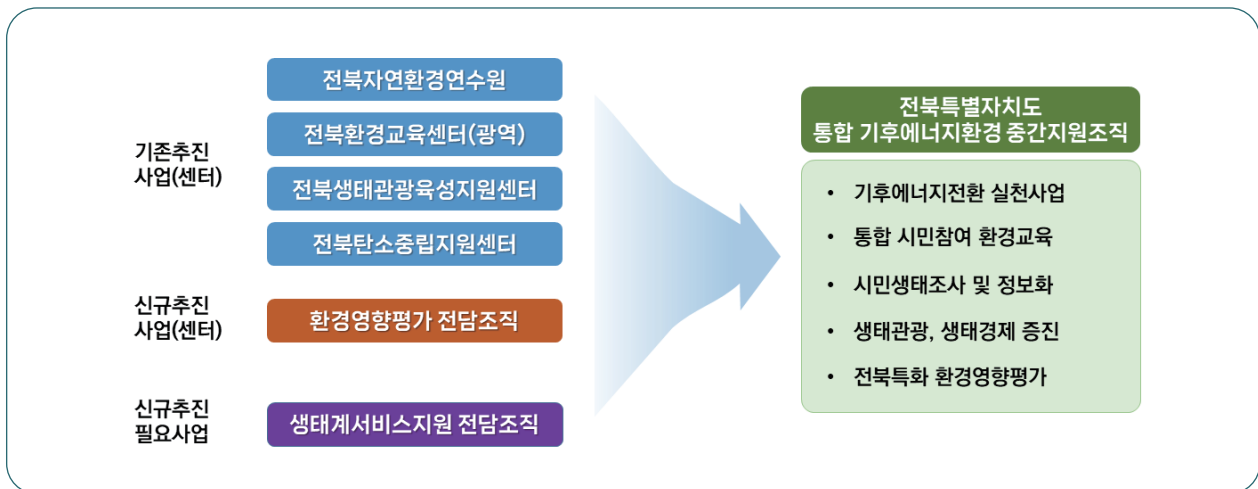 기존추진
사업(센터)
전북자연환경연수원
전북환경교육센터(광역)
전북생태관광육성지원센터
전북탄소중립지원센터
신규추진
사업(센터)
환경영향평가 전담조직
신규추진
필요사업
생태계서비스지원 전담조직
전북특별자치도
통합 기후에너지환경 중간지원조직
• 기후에너지전환 실천사업
• 통합 시민참여 환경교육
• 시민생태조사 및 정보화
• 생태관광, 생태경제 증진
• 전북특화 환경영향평가